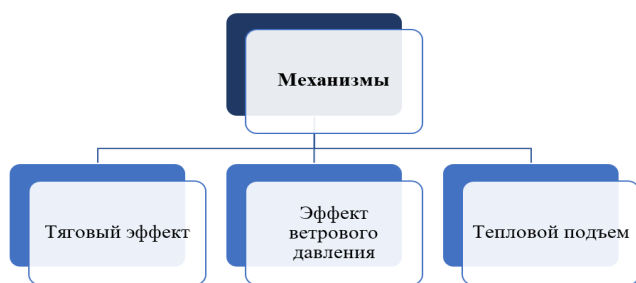 Механизмы
Тяговый эффект
Эффект
ветрового
давления
Тепловой подъем